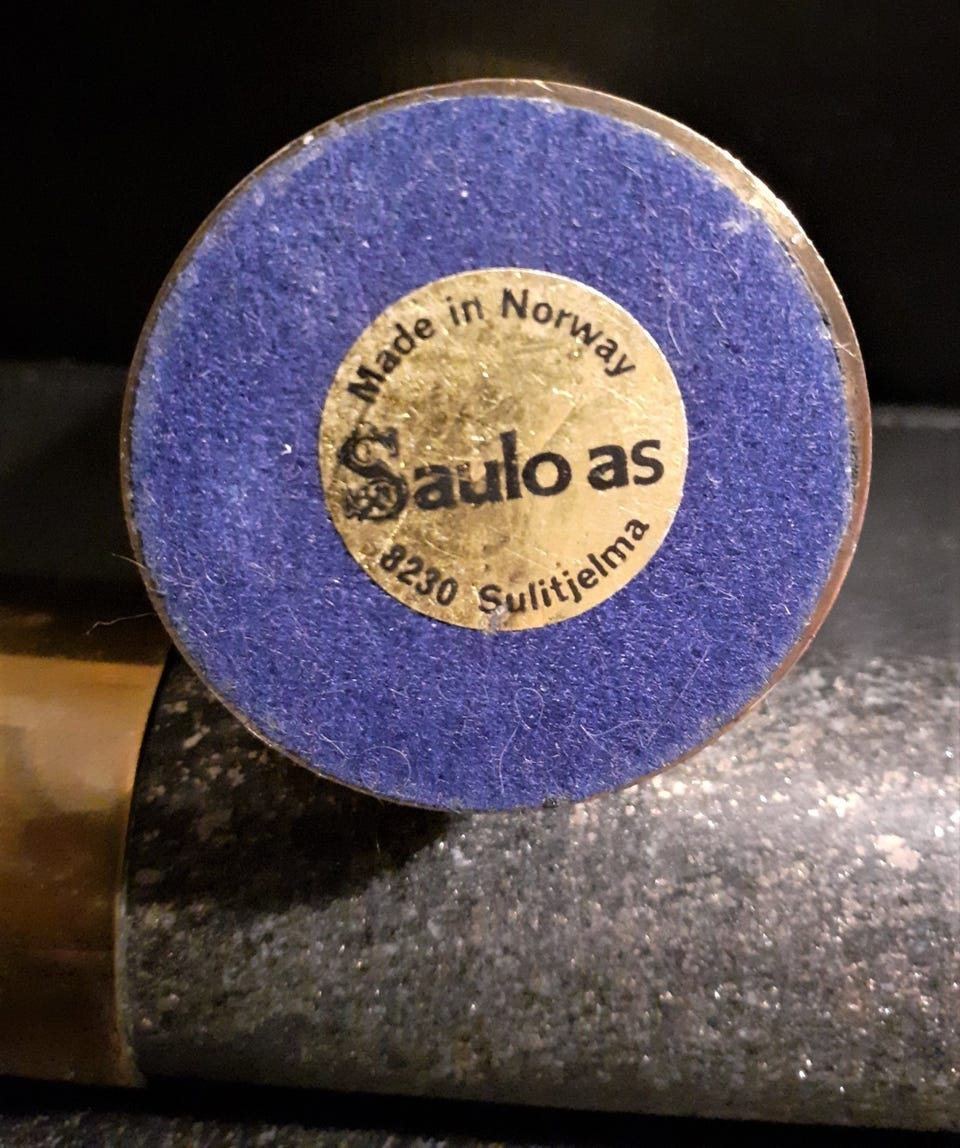 Made in Norway
Saulo as
8230 Sulitjelma